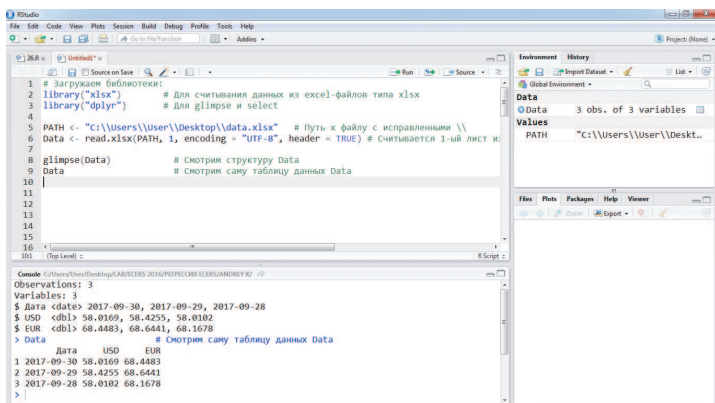 RStudio
File Edit Code View Plots Session Build Debug Profile Tools Help
Go to file/function Addins
Project: (None)
26.R × Untitled1* ×
Source on Save Run Source
1 # Загружаем библиотеки:
2 library("xlsx") # Для считывания данных из excel-файлов типа xlsx
3 library("dplyr") # Для glimpse и select
4
5 PATH <- "C:\\Users\\User\\Desktop\\data.xlsx" # Путь к файлу с исправленными \\
6 Data <- read.xlsx(PATH, 1, encoding = "UTF-8", header = TRUE) # Считывается 1-ый лист из
7
8 glimpse(Data) # Смотрим структуру Data
9 Data # Смотрим саму таблицу данных Data
10
11
12
13
14
15
16
10:1 (Top Level) R Script
Console C:/Users/User/Desktop/LAB/ECERS 2016/РЕГРЕССИЯ ECERS/ANDREY K/
Observations: 3
Variables: 3
$ Дата <date> 2017-09-30, 2017-09-29, 2017-09-28
$ USD <dbl> 58.0169, 58.4255, 58.0102
$ EUR <dbl> 68.4483, 68.6441, 68.1678
> Data # Смотрим саму таблицу данных Data
Дата USD EUR
1 2017-09-30 58.0169 68.4483
2 2017-09-29 58.4255 68.6441
3 2017-09-28 58.0102 68.1678
>
Environment History
Import Dataset List
Global Environment
Data
Data 3 obs. of 3 variables
Values
PATH "C:\\Users\\User\\Deskt…
Files Plots Packages Help Viewer
Zoom Export